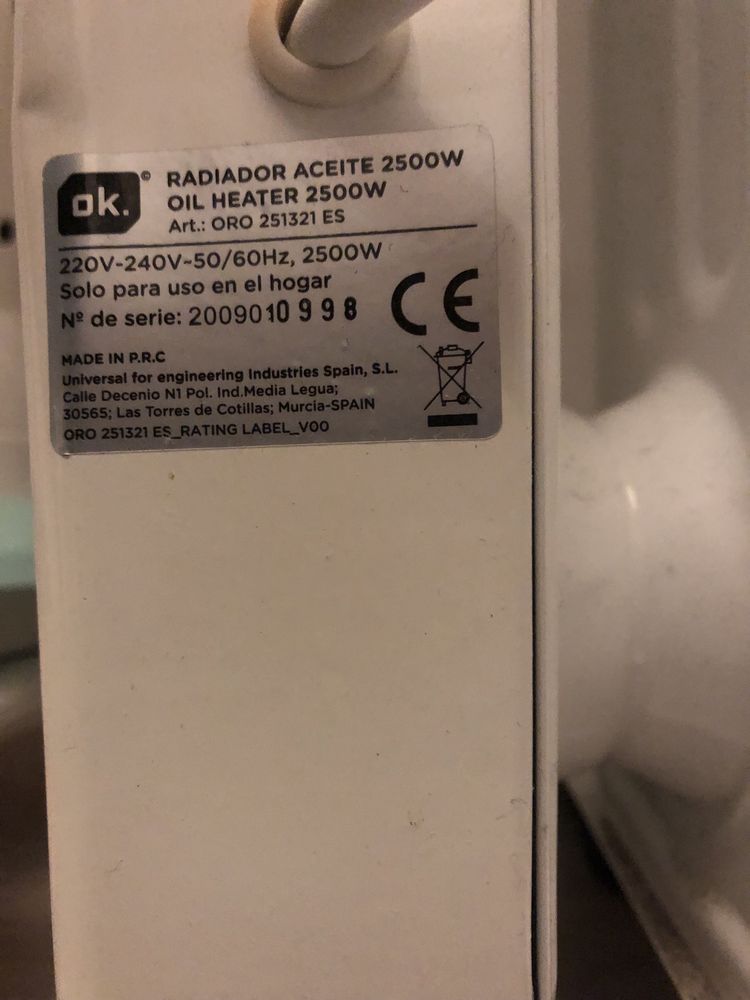 ok.© RADIADOR ACEITE 2500W
OIL HEATER 2500W
Art.: ORO 251321 ES
220V-240V~50/60Hz, 2500W
Solo para uso en el hogar
Nº de serie: 2009010998
CE
MADE IN P.R.C
Universal for engineering Industries Spain, S.L.
Calle Decenio N1 Pol. Ind.Media Legua;
30565; Las Torres de Cotillas; Murcia-SPAIN
ORO 251321 ES_RATING LABEL_V00